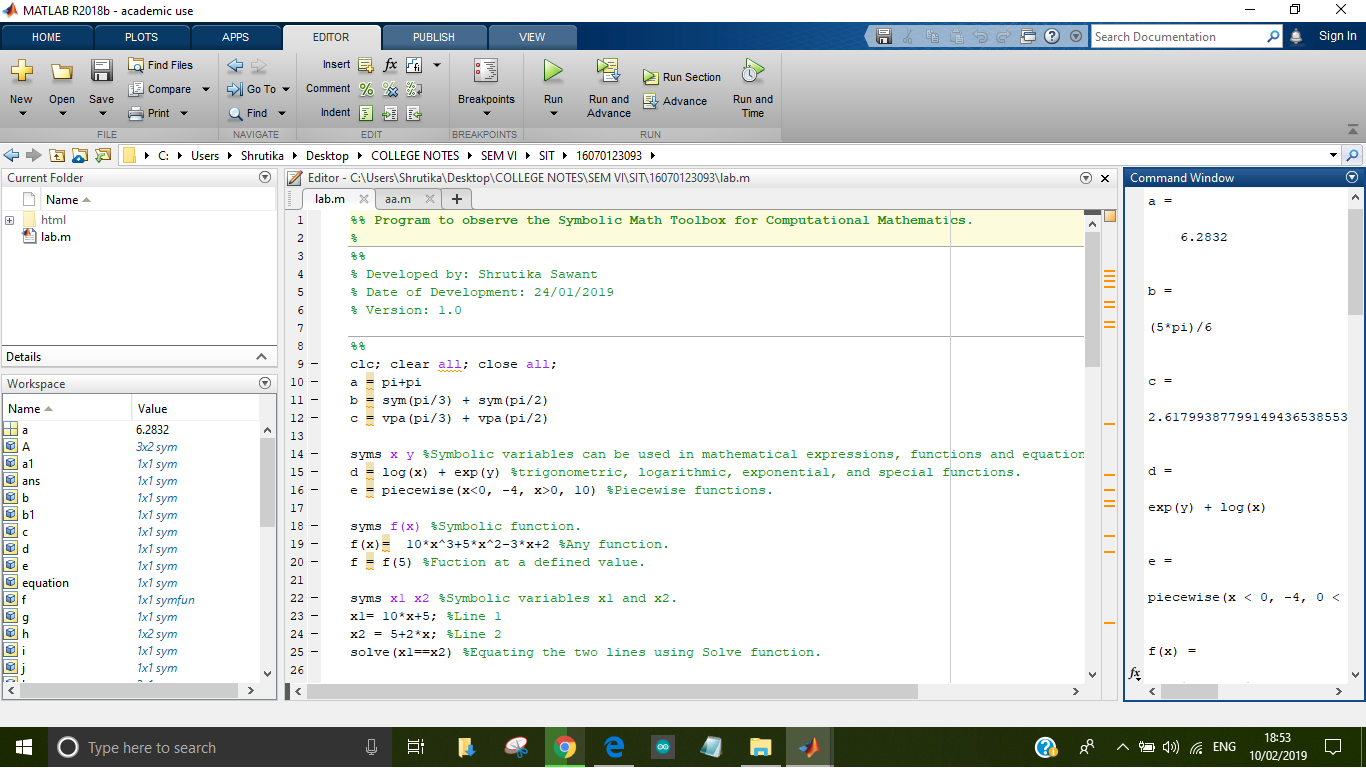 MATLAB R2018b - academic use
HOME PLOTS APPS EDITOR PUBLISH VIEW
Search Documentation
Sign In
New Open Save
Find Files
Compare
Print
Go To
Find
Insert fx
Comment % %
Indent
Breakpoints
Run
Run and Advance
Run Section
Advance
Run and Time
FILE NAVIGATE EDIT BREAKPOINTS RUN
C: Users Shrutika Desktop COLLEGE NOTES SEM VI SIT 16070123093
Current Folder
Name
html
lab.m
Details
Workspace
Name Value
a 6.2832
A 3x2 sym
a1 1x1 sym
ans 1x1 sym
b 1x1 sym
b1 1x1 sym
c 1x1 sym
d 1x1 sym
e 1x1 sym
equation 1x1 sym
f 1x1 symfun
g 1x1 sym
h 1x2 sym
i 1x1 sym
j 1x1 sym
Editor - C:\Users\Shrutika\Desktop\COLLEGE NOTES\SEM VI\SIT\16070123093\lab.m
lab.m aa.m
1 %% Program to observe the Symbolic Math Toolbox for Computational Mathematics.
2 %
3 %%
4 % Developed by: Shrutika Sawant
5 % Date of Development: 24/01/2019
6 % Version: 1.0
7
8 %%
9 - clc; clear all; close all;
10 - a = pi+pi
11 - b = sym(pi/3) + sym(pi/2)
12 - c = vpa(pi/3) + vpa(pi/2)
13
14 - syms x y %Symbolic variables can be used in mathematical expressions, functions and equation
15 - d = log(x) + exp(y) %trigonometric, logarithmic, exponential, and special functions.
16 - e = piecewise(x<0, -4, x>0, 10) %Piecewise functions.
17
18 - syms f(x) %Symbolic function.
19 - f(x)= 10*x^3+5*x^2-3*x+2 %Any function.
20 - f = f(5) %Fuction at a defined value.
21
22 - syms x1 x2 %Symbolic variables x1 and x2.
23 - x1= 10*x+5; %Line 1
24 - x2 = 5+2*x; %Line 2
25 - solve(x1==x2) %Equating the two lines using Solve function.
26
Command Window
a =
6.2832
b =
(5*pi)/6
c =
2.6179938779914943653855​3
d =
exp(y) + log(x)
e =
piecewise(x < 0, -4, 0 <
f(x) =
fx
Type here to search
ENG
18:53
10/02/2019